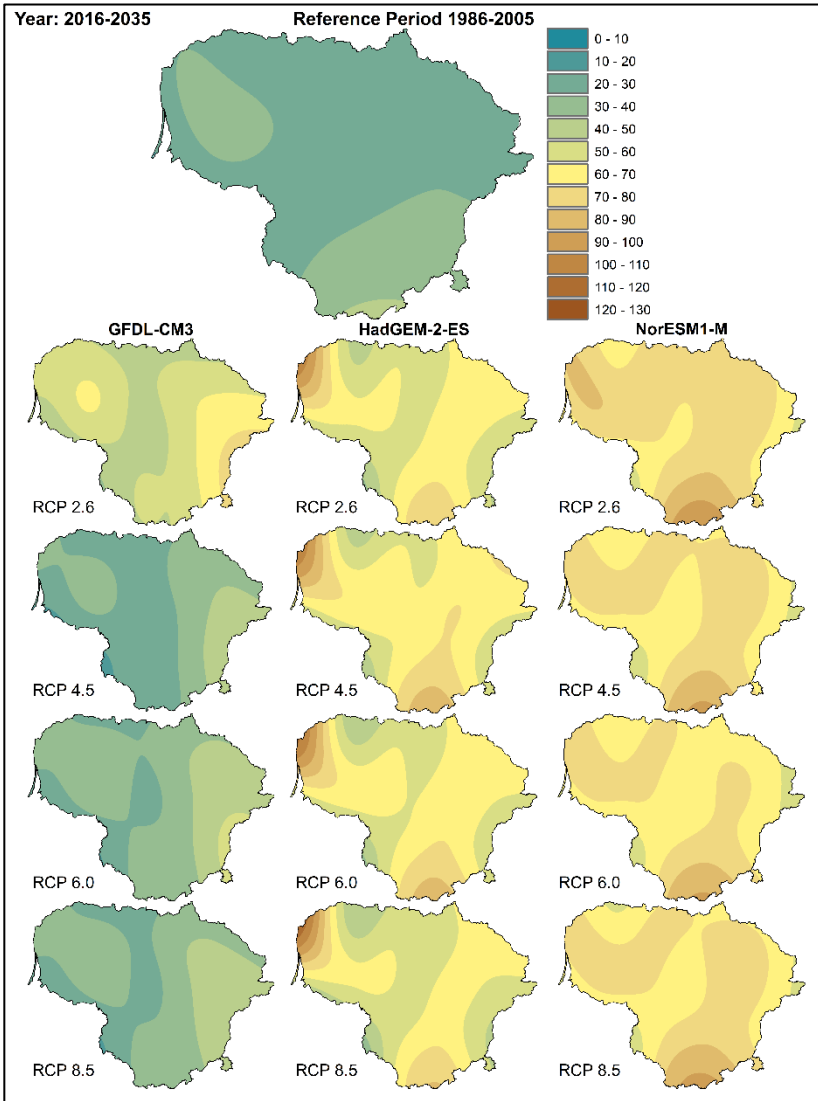 Year: 2016-2035
Reference Period 1986-2005
0 - 10
10 - 20
20 - 30
30 - 40
40 - 50
50 - 60
60 - 70
70 - 80
80 - 90
90 - 100
100 - 110
110 - 120
120 - 130
GFDL-CM3 HadGEM-2-ES NorESM1-M
RCP 2.6 RCP 2.6 RCP 2.6
RCP 4.5 RCP 4.5 RCP 4.5
RCP 6.0 RCP 6.0 RCP 6.0
RCP 8.5 RCP 8.5 RCP 8.5